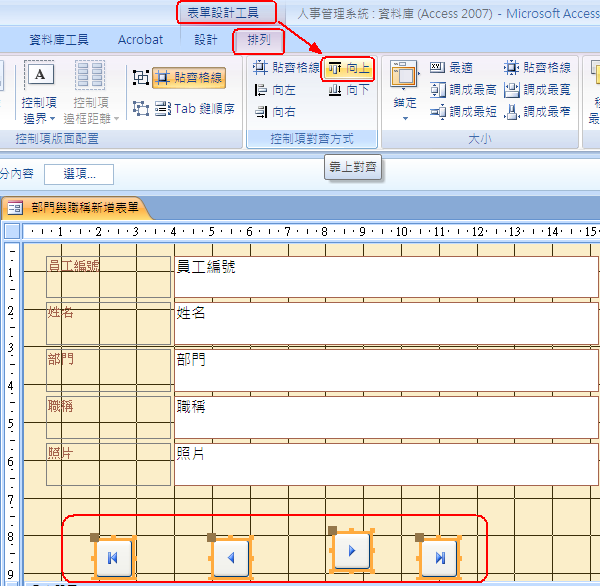 表單設計工具
人事管理系統 : 資料庫 (Access 2007) - Microsoft Access
資料庫工具 Acrobat 設計 排列
控制項邊界
控制項邊框距離
貼齊格線
Tab 鍵順序
控制項版面配置
貼齊格線 向上
向左 向下
向右
控制項對齊方式
錨定
最適 貼齊格線
調成最高 調成最寬
調成最短 調成最窄
大小
靠上對齊
分內容 選項...
部門與職稱新增表單
1 2 3 4 5 6 7 8 9 10 11 12 13 14 15
1
員工編號 員工編號
2
姓名 姓名
3
部門 部門
4
職稱 職稱
5
照片 照片
6
7
8
9